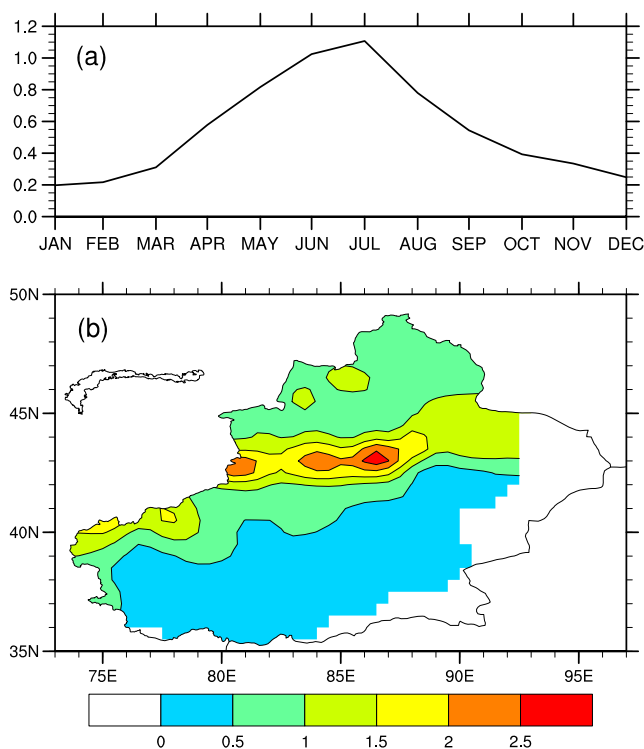 1.2
(a)
1.0
0.8
0.6
0.4
0.2
0.0
JAN FEB MAR APR MAY JUN JUL AUG SEP OCT NOV DEC
50N
(b)
45N
40N
35N
75E 80E 85E 90E 95E
0 0.5 1 1.5 2 2.5